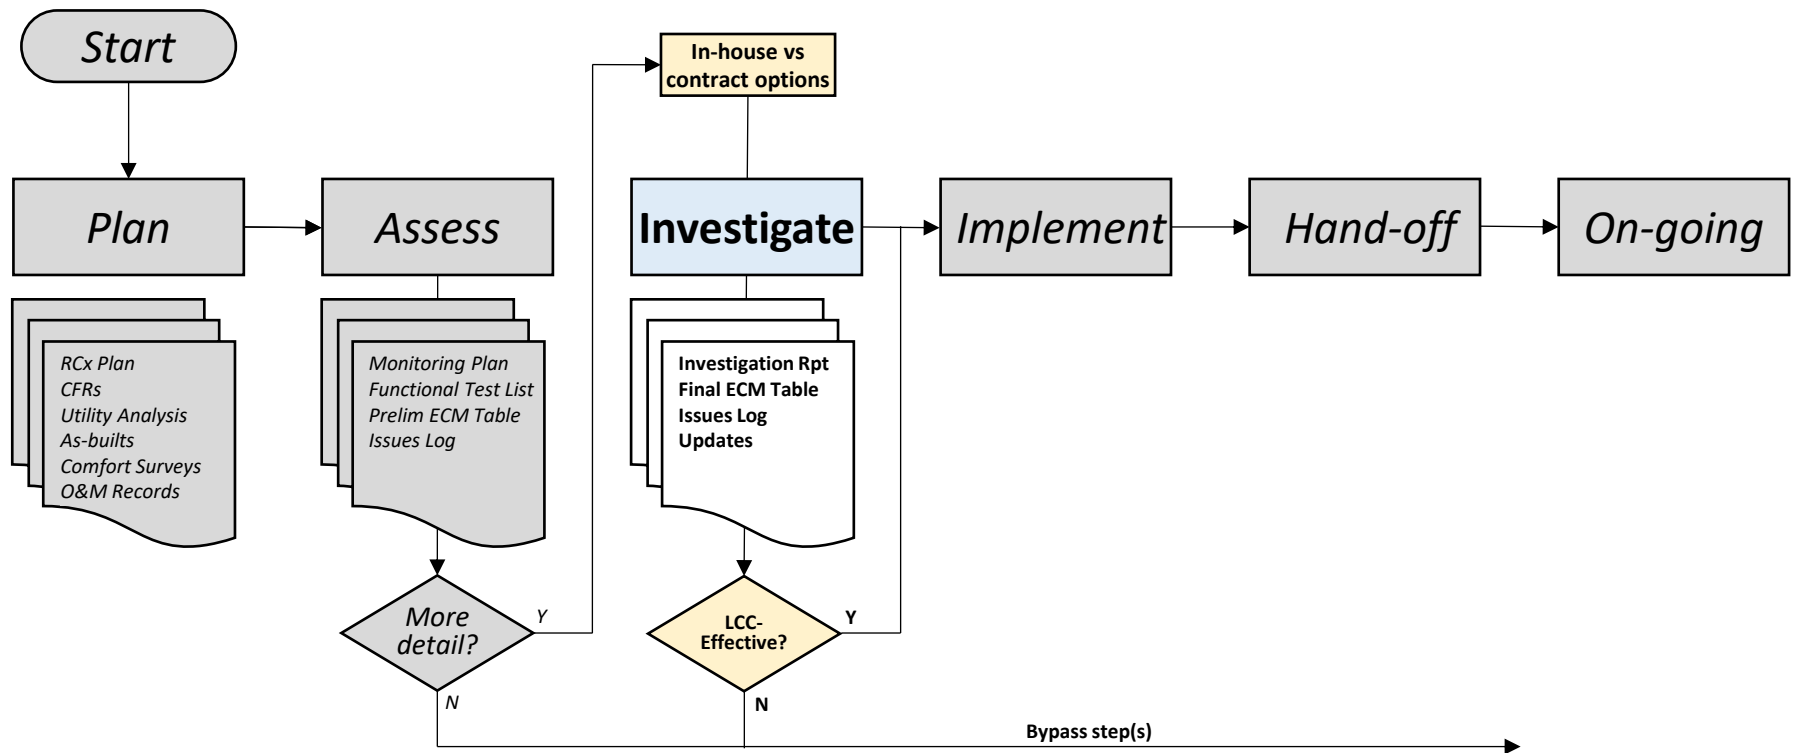 Start
In-house vs
contract options
Plan
Assess
Investigate
Implement
Hand-off
On-going
RCx Plan
CFRs
Utility Analysis
As-builts
Comfort Surveys
O&M Records
Monitoring Plan
Functional Test List
Prelim ECM Table
Issues Log
Investigation Rpt
Final ECM Table
Issues Log
Updates
More
detail?
Y
N
LCC-
Effective?
Y
N
Bypass step(s)